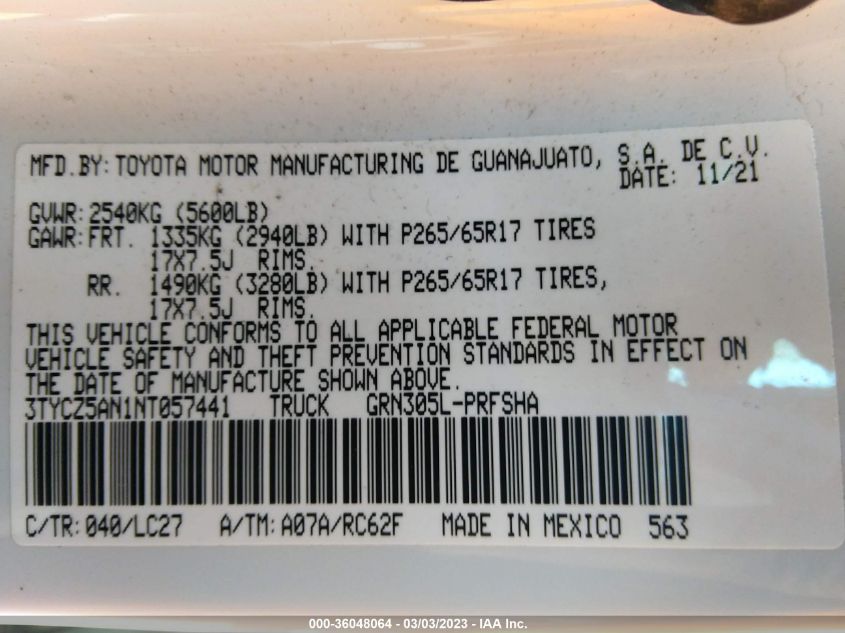 MFD.BY: TOYOTA MOTOR MANUFACTURING DE GUANAJUATO, S.A. DE C.V.
DATE: 11/21
GVWR: 2540KG (5600LB)
GAWR: FRT. 1335KG (2940LB) WITH P265/65R17 TIRES
17X7.5J RIMS.
RR. 1490KG (3280LB) WITH P265/65R17 TIRES,
17X7.5J RIMS.
THIS VEHICLE CONFORMS TO ALL APPLICABLE FEDERAL MOTOR
VEHICLE SAFETY AND THEFT PREVENTION STANDARDS IN EFFECT ON
THE DATE OF MANUFACTURE SHOWN ABOVE.
3TYCZ5AN1NT057441 TRUCK GRN305L-PRFSHA
C/TR: 040/LC27 A/TM: A07A/RC62F MADE IN MEXICO 563
000-36048064 - 03/03/2023 - IAA Inc.